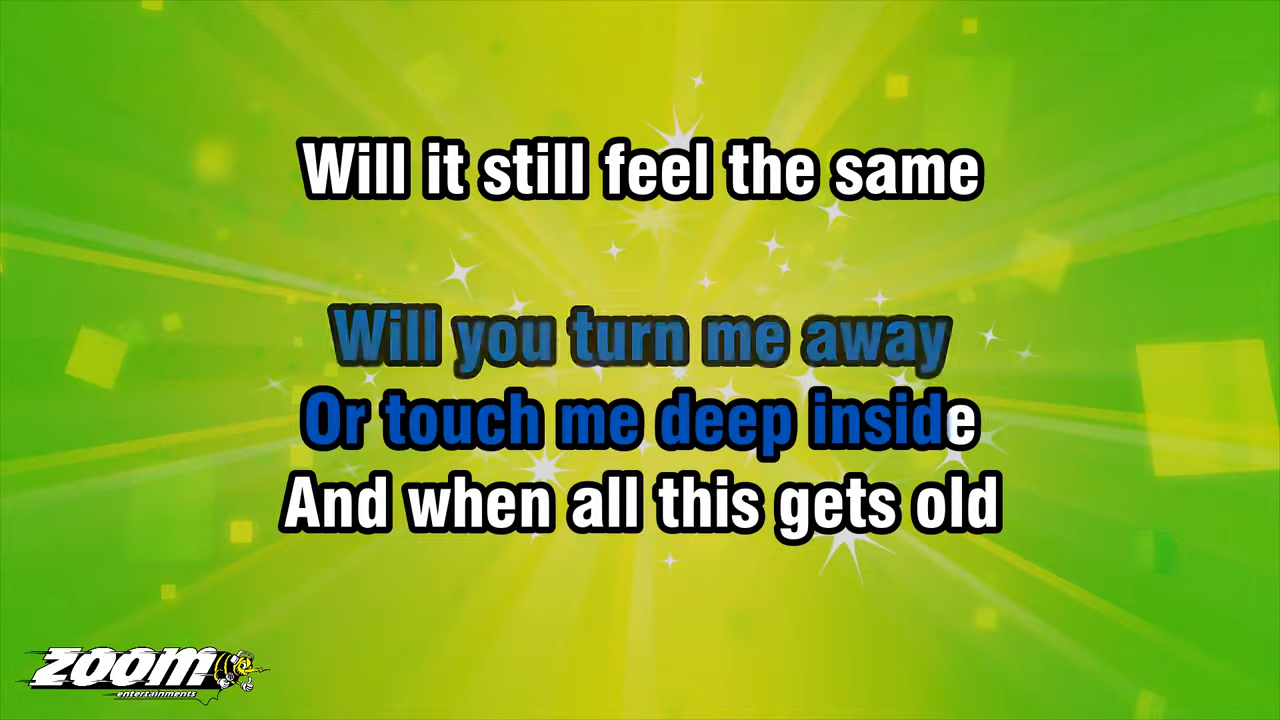 Will it still feel the same
Will you turn me away
Or touch me deep inside
And when all this gets old
ZOOM
entertainments